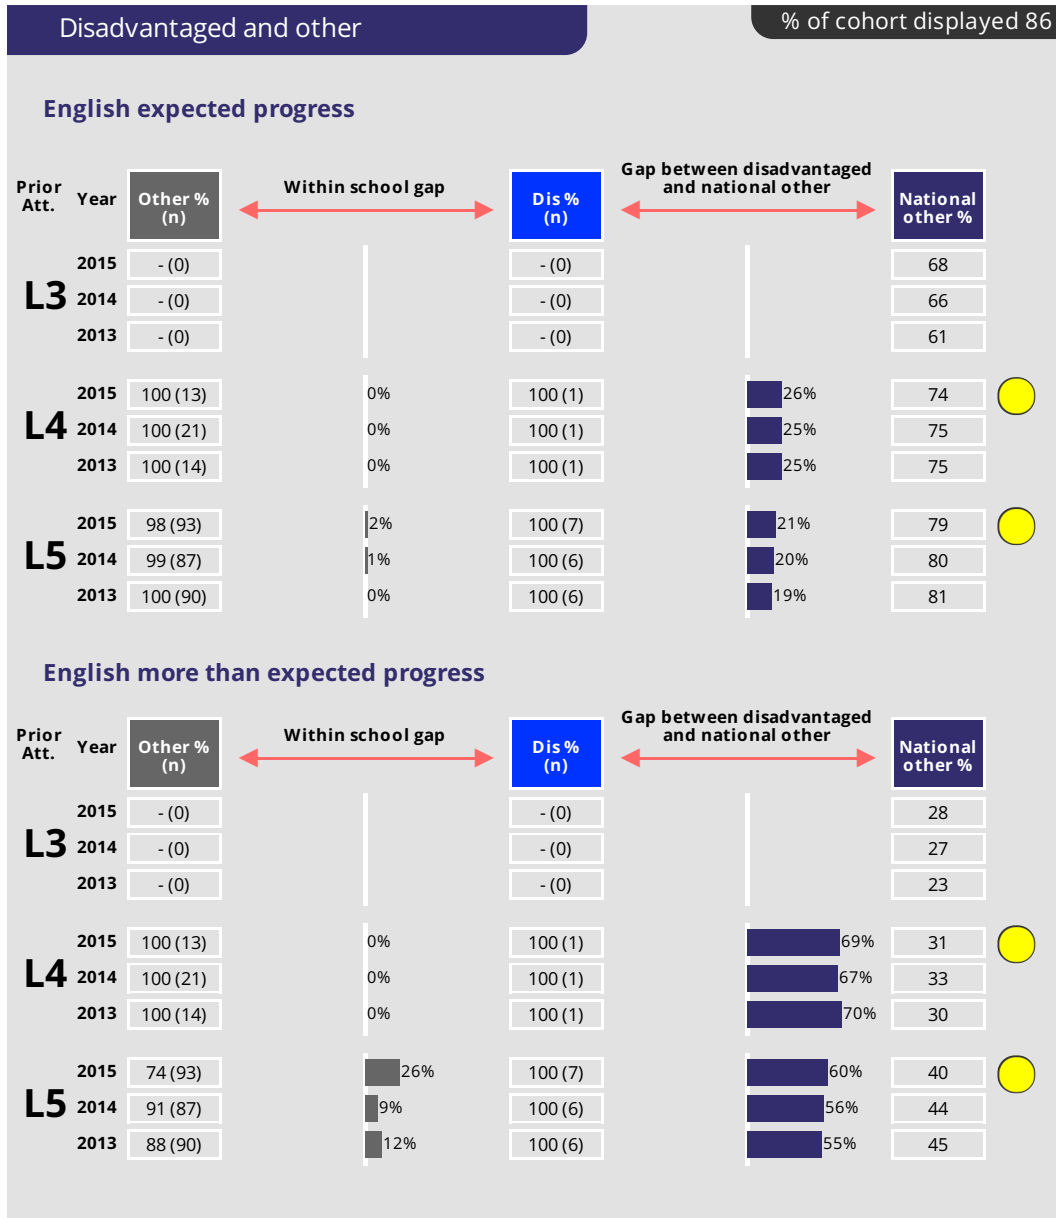 Disadvantaged and other
% of cohort displayed 86
English expected progress
Prior Att.
Year
Other % (n)
Within school gap
Dis % (n)
Gap between disadvantaged
and national other
National other %
L3
2015 - (0) - (0) 68
2014 - (0) - (0) 66
2013 - (0) - (0) 61
L4
2015 100 (13) 0% 100 (1) 26% 74
2014 100 (21) 0% 100 (1) 25% 75
2013 100 (14) 0% 100 (1) 25% 75
L5
2015 98 (93) 2% 100 (7) 21% 79
2014 99 (87) 1% 100 (6) 20% 80
2013 100 (90) 0% 100 (6) 19% 81
English more than expected progress
Prior Att.
Year
Other % (n)
Within school gap
Dis % (n)
Gap between disadvantaged
and national other
National other %
L3
2015 - (0) - (0) 28
2014 - (0) - (0) 27
2013 - (0) - (0) 23
L4
2015 100 (13) 0% 100 (1) 69% 31
2014 100 (21) 0% 100 (1) 67% 33
2013 100 (14) 0% 100 (1) 70% 30
L5
2015 74 (93) 26% 100 (7) 60% 40
2014 91 (87) 9% 100 (6) 56% 44
2013 88 (90) 12% 100 (6) 55% 45